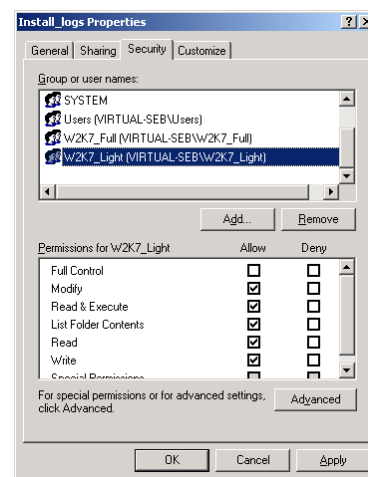 Install_logs Properties
General Sharing Security Customize
Group or user names:
SYSTEM
Users (VIRTUAL-SEB\Users)
W2K7_Full (VIRTUAL-SEB\W2K7_Full)
W2K7_Light (VIRTUAL-SEB\W2K7_Light)
Add... Remove
Permissions for W2K7_Light Allow Deny
Full Control
Modify
Read & Execute
List Folder Contents
Read
Write
Special Permissions
For special permissions or for advanced settings,
click Advanced.
Advanced
OK Cancel Apply